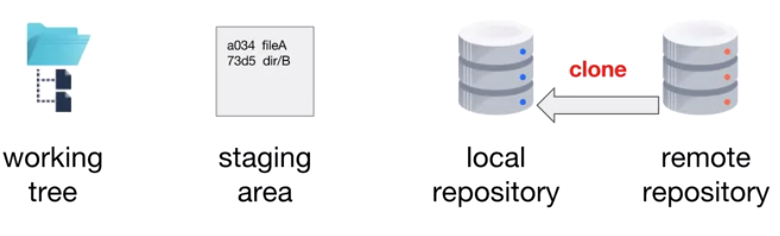 a034 fileA
73d5 dir/B
clone
working
tree
staging
area
local
repository
remote
repository